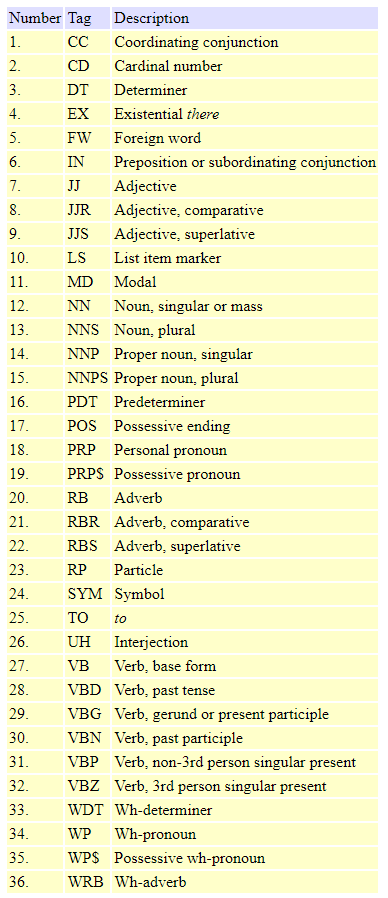 Number Tag Description
1. CC Coordinating conjunction
2. CD Cardinal number
3. DT Determiner
4. EX Existential there
5. FW Foreign word
6. IN Preposition or subordinating conjunction
7. JJ Adjective
8. JJR Adjective, comparative
9. JJS Adjective, superlative
10. LS List item marker
11. MD Modal
12. NN Noun, singular or mass
13. NNS Noun, plural
14. NNP Proper noun, singular
15. NNPS Proper noun, plural
16. PDT Predeterminer
17. POS Possessive ending
18. PRP Personal pronoun
19. PRP$ Possessive pronoun
20. RB Adverb
21. RBR Adverb, comparative
22. RBS Adverb, superlative
23. RP Particle
24. SYM Symbol
25. TO to
26. UH Interjection
27. VB Verb, base form
28. VBD Verb, past tense
29. VBG Verb, gerund or present participle
30. VBN Verb, past participle
31. VBP Verb, non-3rd person singular present
32. VBZ Verb, 3rd person singular present
33. WDT Wh-determiner
34. WP Wh-pronoun
35. WP$ Possessive wh-pronoun
36. WRB Wh-adverb